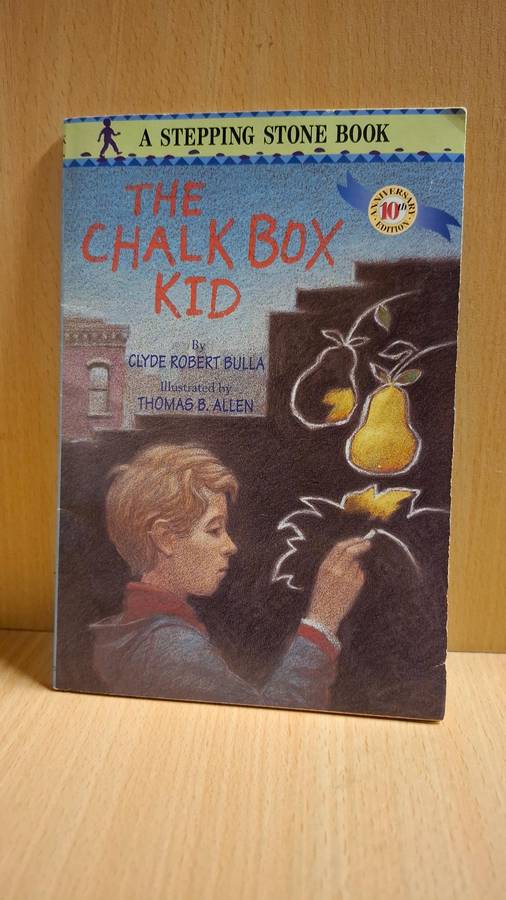 A STEPPING STONE BOOK
ANNIVERSARY
10th
EDITION
THE
CHALK BOX
KID
By
CLYDE ROBERT BULLA
Illustrated by
THOMAS B. ALLEN